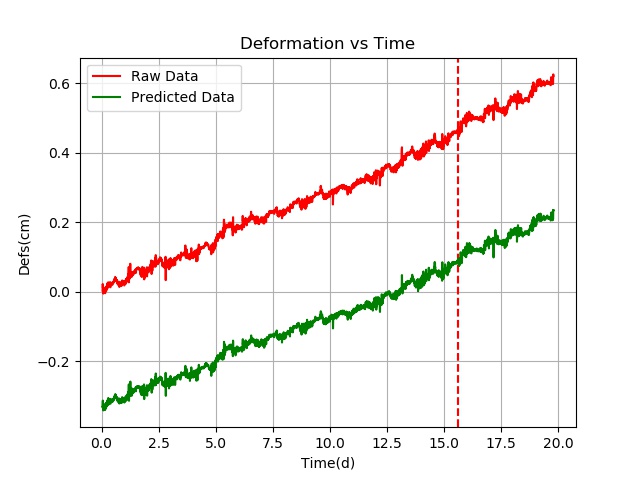 Deformation vs Time
Raw Data
Predicted Data
0.6
0.4
0.2
0.0
−0.2
Defs(cm)
0.0 2.5 5.0 7.5 10.0 12.5 15.0 17.5 20.0
Time(d)